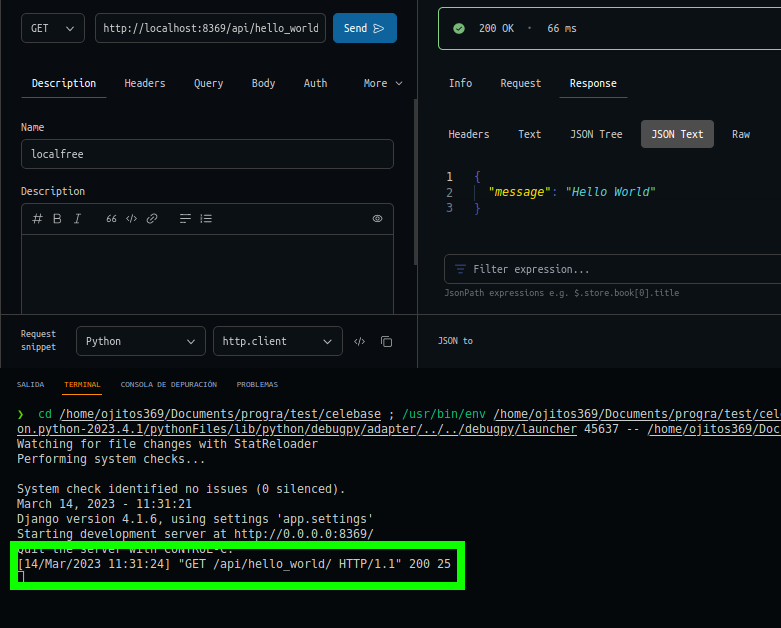 GET
http://localhost:8369/api/hello_world
Send
Description Headers Query Body Auth More
Name
localfree
Description
Request snippet
Python
http.client
200 OK · 66 ms
Info Request Response
Headers Text JSON Tree JSON Text Raw
1 {
2 "message": "Hello World"
3 }
Filter expression...
JsonPath expressions e.g. $.store.book[0].title
JSON to
SALIDA TERMINAL CONSOLA DE DEPURACIÓN PROBLEMAS
❯ cd /home/ojitos369/Documents/progra/test/celebase ; /usr/bin/env /home/ojitos369/Documents/progra/test/cele
on.python-2023.4.1/pythonFiles/lib/python/debugpy/adapter/../../debugpy/launcher 45637 -- /home/ojitos369/Doc
Watching for file changes with StatReloader
Performing system checks...
System check identified no issues (0 silenced).
March 14, 2023 - 11:31:21
Django version 4.1.6, using settings 'app.settings'
Starting development server at http://0.0.0.0:8369/
Quit the server with CONTROL-C.
[14/Mar/2023 11:31:24] "GET /api/hello_world/ HTTP/1.1" 200 25